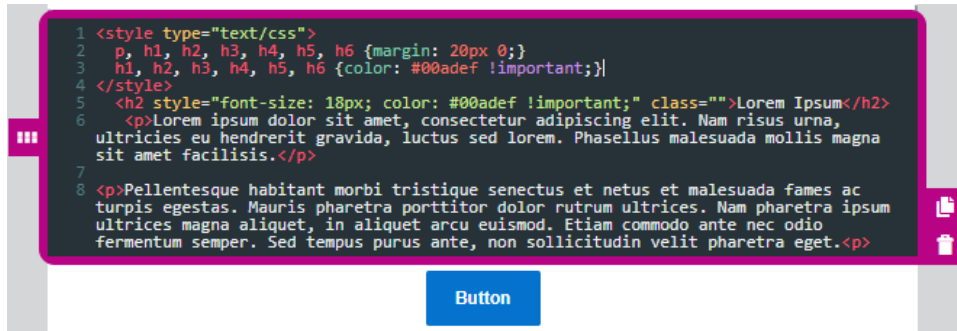 1 <style type="text/css">
2 p, h1, h2, h3, h4, h5, h6 {margin: 20px 0;}
3 h1, h2, h3, h4, h5, h6 {color: #00adef !important;}
4 </style>
5 <h2 style="font-size: 18px; color: #00adef !important;" class="">Lorem Ipsum</h2>
6 <p>Lorem ipsum dolor sit amet, consectetur adipiscing elit. Nam risus urna,
ultricies eu hendrerit gravida, luctus sed lorem. Phasellus malesuada mollis magna
sit amet facilisis.</p>
7
8 <p>Pellentesque habitant morbi tristique senectus et netus et malesuada fames ac
turpis egestas. Mauris pharetra porttitor dolor rutrum ultrices. Nam pharetra ipsum
ultrices magna aliquet, in aliquet arcu euismod. Etiam commodo ante nec odio
fermentum semper. Sed tempus purus ante, non sollicitudin velit pharetra eget.<p>
Button